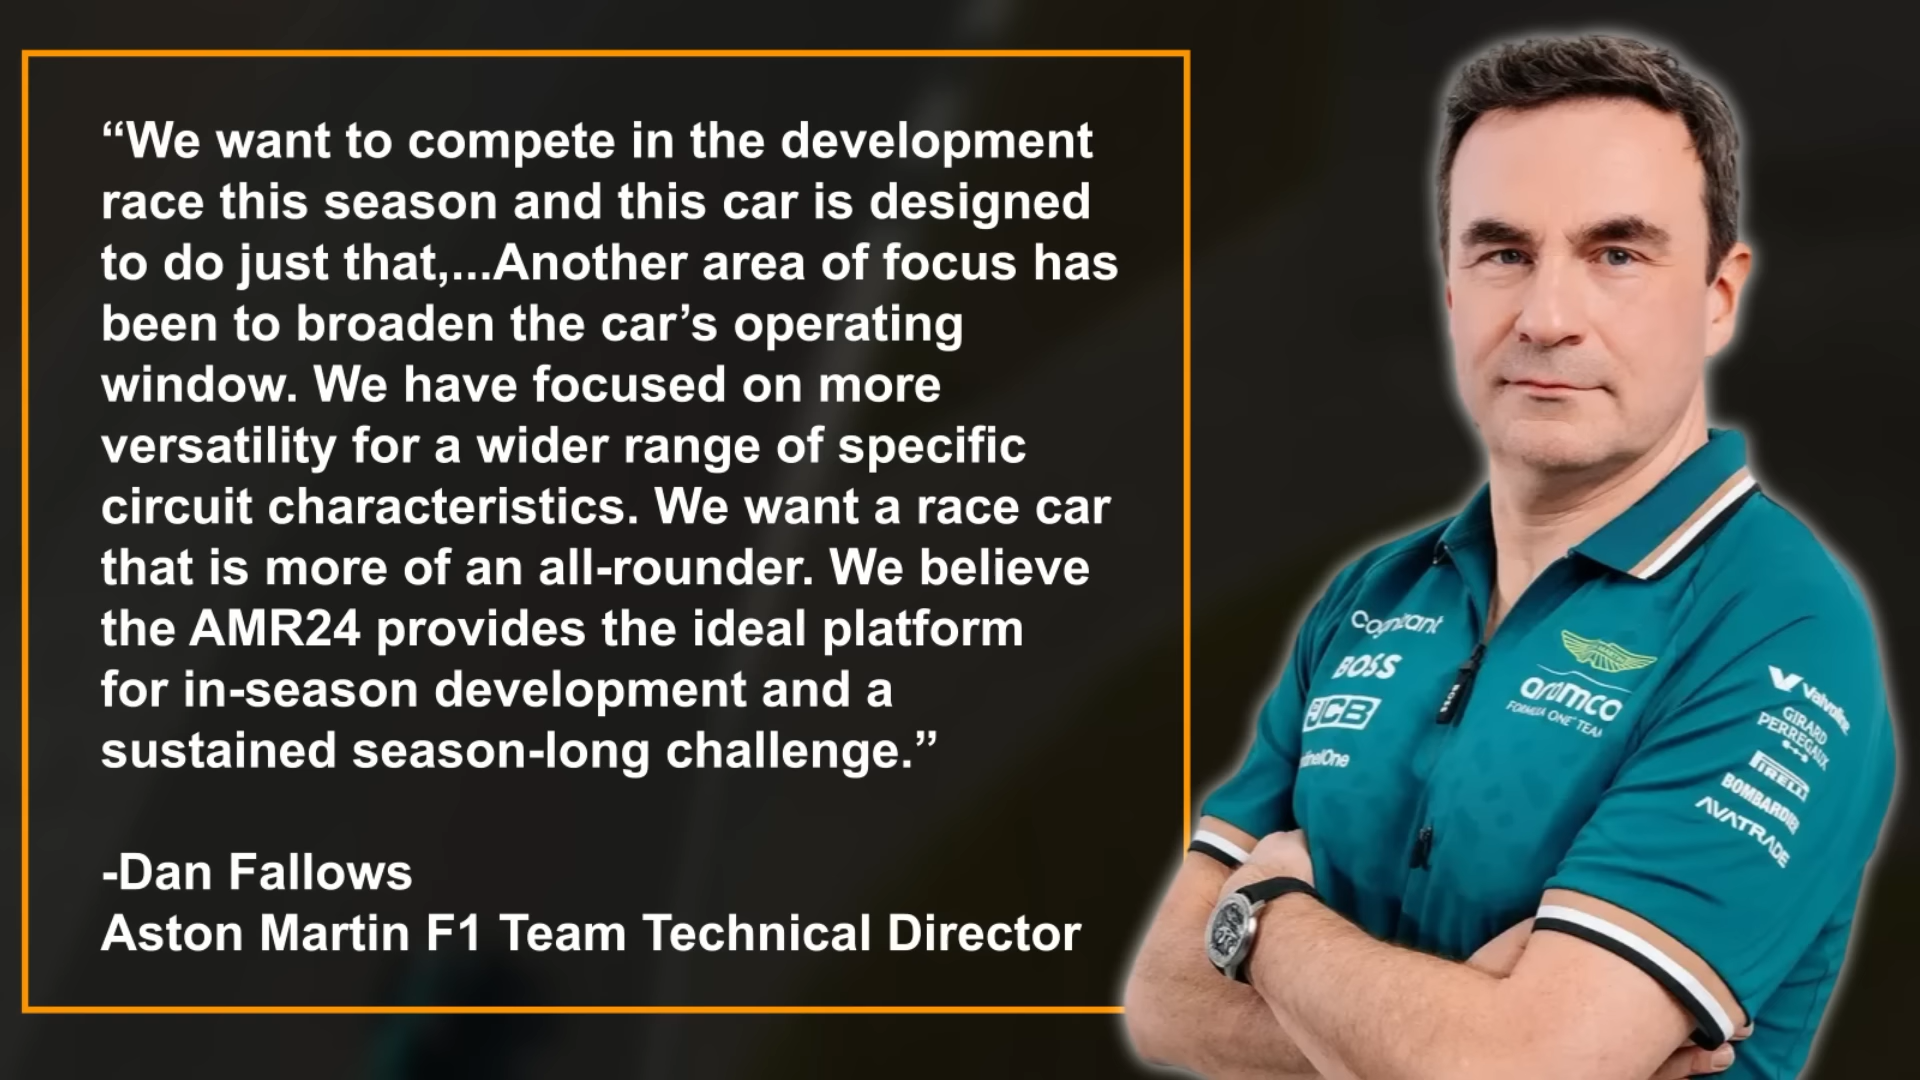 “We want to compete in the development
race this season and this car is designed
to do just that,...Another area of focus has
been to broaden the car’s operating
window. We have focused on more
versatility for a wider range of specific
circuit characteristics. We want a race car
that is more of an all-rounder. We believe
the AMR24 provides the ideal platform
for in-season development and a
sustained season-long challenge.”
-Dan Fallows
Aston Martin F1 Team Technical Director
Cognizant
BOSS
JCB
inelOne
BOSS
MARTIN
aramco
FORMULA ONE TEAM
Valvoline
GIRARD
PERREGAUX
PIRELLI
BOMBARDIER
AVATRADE